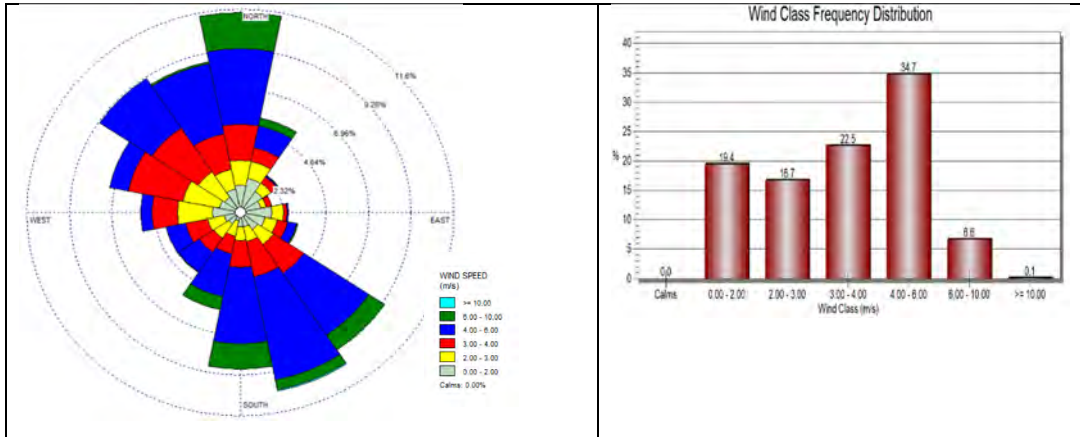 NORTH
11.6%
9.28%
6.96%
4.64%
2.32%
WEST
EAST
SOUTH
WIND SPEED
(m/s)
>= 10.00
6.00 - 10.00
4.00 - 6.00
3.00 - 4.00
2.00 - 3.00
0.00 - 2.00
Calms: 0.00%
Wind Class Frequency Distribution
40
35
30
25
20
15
10
5
0
%
0.0
19.4
16.7
22.5
34.7
6.6
0.1
Calms
0.00 - 2.00
2.00 - 3.00
3.00 - 4.00
4.00 - 6.00
6.00 - 10.00
>= 10.00
Wind Class (m/s)